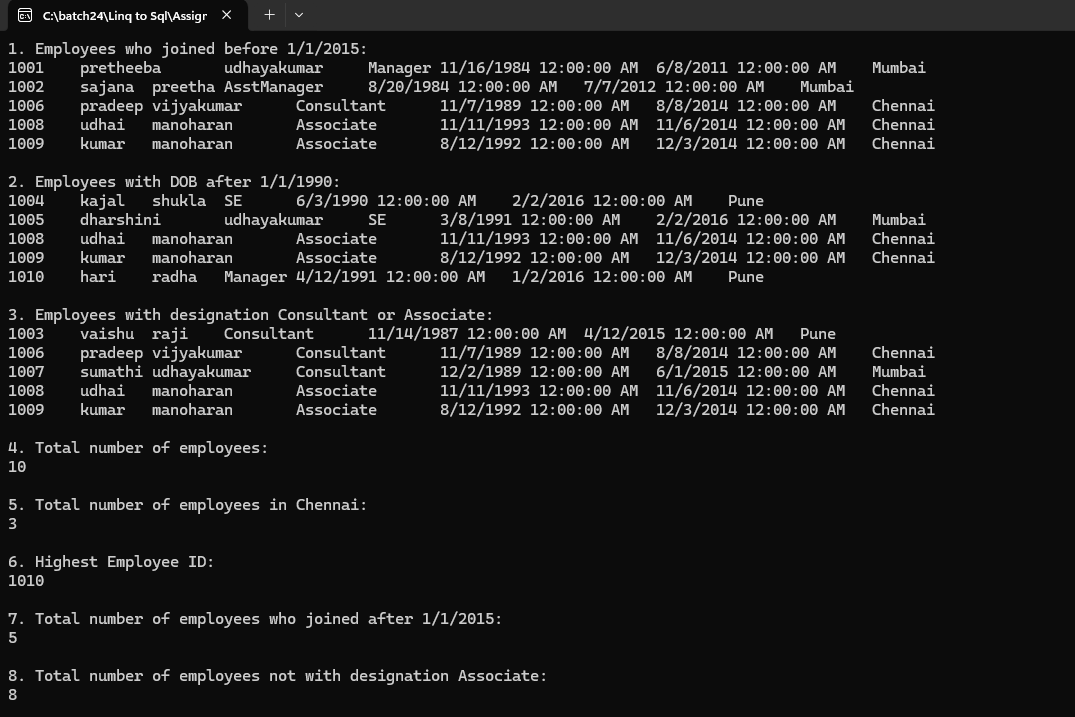 C:\batch24\Linq to Sql\Assigr
1. Employees who joined before 1/1/2015:
1001 pretheeba udhayakumar Manager 11/16/1984 12:00:00 AM 6/8/2011 12:00:00 AM Mumbai
1002 sajana preetha AsstManager 8/20/1984 12:00:00 AM 7/7/2012 12:00:00 AM Mumbai
1006 pradeep vijyakumar Consultant 11/7/1989 12:00:00 AM 8/8/2014 12:00:00 AM Chennai
1008 udhai manoharan Associate 11/11/1993 12:00:00 AM 11/6/2014 12:00:00 AM Chennai
1009 kumar manoharan Associate 8/12/1992 12:00:00 AM 12/3/2014 12:00:00 AM Chennai
2. Employees with DOB after 1/1/1990:
1004 kajal shukla SE 6/3/1990 12:00:00 AM 2/2/2016 12:00:00 AM Pune
1005 dharshini udhayakumar SE 3/8/1991 12:00:00 AM 2/2/2016 12:00:00 AM Mumbai
1008 udhai manoharan Associate 11/11/1993 12:00:00 AM 11/6/2014 12:00:00 AM Chennai
1009 kumar manoharan Associate 8/12/1992 12:00:00 AM 12/3/2014 12:00:00 AM Chennai
1010 hari radha Manager 4/12/1991 12:00:00 AM 1/2/2016 12:00:00 AM Pune
3. Employees with designation Consultant or Associate:
1003 vaishu raji Consultant 11/14/1987 12:00:00 AM 4/12/2015 12:00:00 AM Pune
1006 pradeep vijyakumar Consultant 11/7/1989 12:00:00 AM 8/8/2014 12:00:00 AM Chennai
1007 sumathi udhayakumar Consultant 12/2/1989 12:00:00 AM 6/1/2015 12:00:00 AM Mumbai
1008 udhai manoharan Associate 11/11/1993 12:00:00 AM 11/6/2014 12:00:00 AM Chennai
1009 kumar manoharan Associate 8/12/1992 12:00:00 AM 12/3/2014 12:00:00 AM Chennai
4. Total number of employees:
10
5. Total number of employees in Chennai:
3
6. Highest Employee ID:
1010
7. Total number of employees who joined after 1/1/2015:
5
8. Total number of employees not with designation Associate:
8